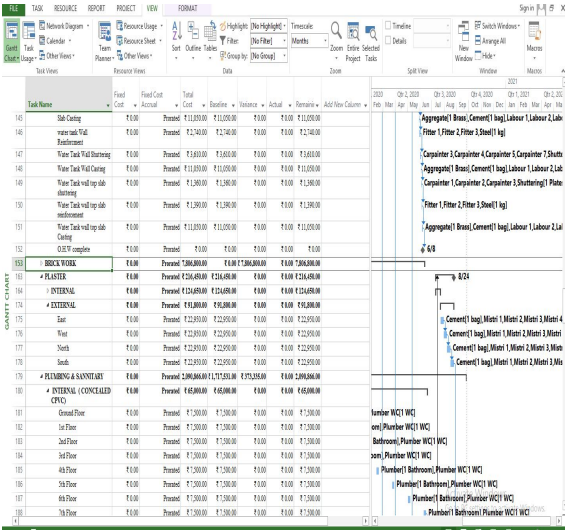 FILE TASK RESOURCE REPORT PROJECT VIEW FORMAT Sign in
Gantt Chart
Task Usage
Network Diagram
Calendar
Other Views
Task Views
Team Planner
Resource Usage
Resource Sheet
Other Views
Resource Views
Sort Outline Tables
Highlight: [No Highlight]
Filter: [No Filter]
Group by: [No Group]
Data
Timescale:
Months
Zoom Entire Project Selected Tasks
Zoom
Timeline
Details
Split View
New Window
Switch Windows
Arrange All
Hide
Window
Macros
Macros
Task Name Fixed Cost Fixed Cost Accrual Total Cost Baseline Variance Actual Remaini Add New Column
2021
2020 Qtr 2, 2020 Qtr 3, 2020 Qtr 4, 2020 Qtr 1, 2021 Qtr 2, 202
Feb Mar Apr May Jun Jul Aug Sep Oct Nov Dec Jan Feb Mar Apr May
145 Slab Casting ₹ 0.00 Prorated ₹ 11,050.00 ₹ 11,050.00 ₹ 0.00 ₹ 0.00 ₹ 11,050.00 Aggregate[1 Brass],Cement[1 bag],Labour 1,Labour 2,Lab
146 water tank Wall Reinforcment ₹ 0.00 Prorated ₹ 2,740.00 ₹ 2,740.00 ₹ 0.00 ₹ 0.00 ₹ 2,740.00 Fitter 1,Fitter 2,Fitter 3,Steel[1 kg]
147 Water Tank Wall Shuttering ₹ 0.00 Prorated ₹ 3,610.00 ₹ 3,610.00 ₹ 0.00 ₹ 0.00 ₹ 3,610.00 Carpainter 3,Carpainter 4,Carpainter 5,Carpainter 7,Shutte
148 Water Tank Wall Casting ₹ 0.00 Prorated ₹ 11,050.00 ₹ 11,050.00 ₹ 0.00 ₹ 0.00 ₹ 11,050.00 Aggregate[1 Brass],Cement[1 bag],Labour 1,Labour 2,Lab
149 Water Tank wall top slab shuttering ₹ 0.00 Prorated ₹ 1,360.00 ₹ 1,360.00 ₹ 0.00 ₹ 0.00 ₹ 1,360.00 Carpainter 1,Carpainter 2,Carpainter 3,Shuttering[1 Plate
150 Water Tank wall top slab reinforcement ₹ 0.00 Prorated ₹ 1,390.00 ₹ 1,390.00 ₹ 0.00 ₹ 0.00 ₹ 1,390.00 Fitter 1,Fitter 2,Fitter 3,Steel[1 kg]
151 Water Tank wall top slab Casting ₹ 0.00 Prorated ₹ 11,050.00 ₹ 11,050.00 ₹ 0.00 ₹ 0.00 ₹ 11,050.00 Aggregate[1 Brass],Cement[1 bag],Labour 1,Labour 2,La
152 O.H.W complete ₹ 0.00 Prorated ₹ 0.00 ₹ 0.00 ₹ 0.00 ₹ 0.00 ₹ 0.00 6/8
153 BRICK WORK ₹ 0.00 Prorated 7,806,800.00 ₹ 0.00 ₹ 7,806,800.00 ₹ 0.00 7,806,800.00
163 PLASTER ₹ 0.00 Prorated ₹ 216,450.00 ₹ 216,450.00 ₹ 0.00 ₹ 0.00 ₹ 216,450.00 8/24
164 INTERNAL ₹ 0.00 Prorated ₹ 124,650.00 ₹ 124,650.00 ₹ 0.00 ₹ 0.00 ₹ 124,650.00
174 EXTERNAL ₹ 0.00 Prorated ₹ 91,800.00 ₹ 91,800.00 ₹ 0.00 ₹ 0.00 ₹ 91,800.00
175 East ₹ 0.00 Prorated ₹ 22,950.00 ₹ 22,950.00 ₹ 0.00 ₹ 0.00 ₹ 22,950.00 Cement[1 bag],Mistri 1,Mistri 2,Mistri 3,Mistri 4
176 West ₹ 0.00 Prorated ₹ 22,950.00 ₹ 22,950.00 ₹ 0.00 ₹ 0.00 ₹ 22,950.00 Cement[1 bag],Mistri 1,Mistri 2,Mistri 3,Mistri
177 North ₹ 0.00 Prorated ₹ 22,950.00 ₹ 22,950.00 ₹ 0.00 ₹ 0.00 ₹ 22,950.00 Cement[1 bag],Mistri 1,Mistri 2,Mistri 3,Mistr
178 South ₹ 0.00 Prorated ₹ 22,950.00 ₹ 22,950.00 ₹ 0.00 ₹ 0.00 ₹ 22,950.00 Cement[1 bag],Mistri 1,Mistri 2,Mistri 3,Mis
179 PLUMBING & SANNITARY ₹ 0.00 Prorated 2,090,866.00 ₹ 373,335.00 ₹ 0.00 2,090,866.00
180 INTERNAL ( CONCEALED CPVC) ₹ 0.00 Prorated ₹ 65,000.00 ₹ 65,000.00 ₹ 0.00 ₹ 0.00 ₹ 65,000.00
181 Ground Floor ₹ 0.00 Prorated ₹ 7,500.00 ₹ 7,500.00 ₹ 0.00 ₹ 0.00 ₹ 7,500.00 lumber WC[1 WC]
182 1st Floor ₹ 0.00 Prorated ₹ 7,500.00 ₹ 7,500.00 ₹ 0.00 ₹ 0.00 ₹ 7,500.00 om],Plumber WC[1 WC]
183 2nd Floor ₹ 0.00 Prorated ₹ 7,500.00 ₹ 7,500.00 ₹ 0.00 ₹ 0.00 ₹ 7,500.00 Bathroom],Plumber WC[1 WC]
184 3rd Floor ₹ 0.00 Prorated ₹ 7,500.00 ₹ 7,500.00 ₹ 0.00 ₹ 0.00 ₹ 7,500.00 oom],Plumber WC[1 WC]
185 4th Floor ₹ 0.00 Prorated ₹ 7,500.00 ₹ 7,500.00 ₹ 0.00 ₹ 0.00 ₹ 7,500.00 Plumber[1 Bathroom],Plumber WC[1 WC]
186 5th Floor ₹ 0.00 Prorated ₹ 7,500.00 ₹ 7,500.00 ₹ 0.00 ₹ 0.00 ₹ 7,500.00 Plumber[1 Bathroom],Plumber WC[1 WC]
187 6th Floor ₹ 0.00 Prorated ₹ 7,500.00 ₹ 7,500.00 ₹ 0.00 ₹ 0.00 ₹ 7,500.00 Plumber[1 Bathroom],Plumber WC[1 WC]
188 7th Floor ₹ 0.00 Prorated ₹ 7,500.00 ₹ 7,500.00 ₹ 0.00 ₹ 0.00 ₹ 7,500.00 Plumber[1 Bathroom],Plumber WC[1 WC]
GANTT CHART